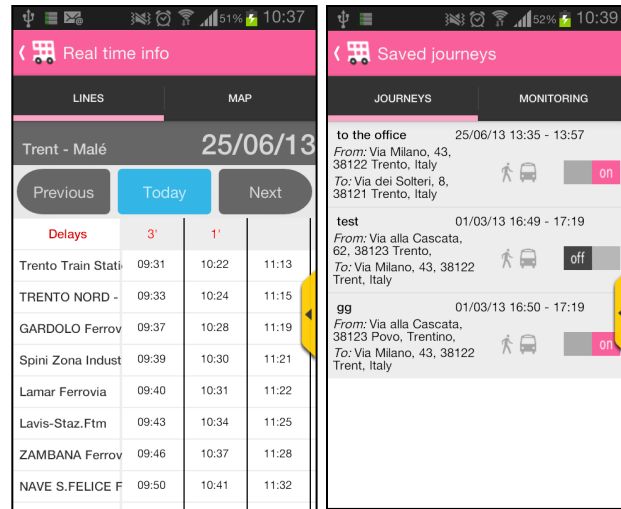 51% 10:37
Real time info
LINES MAP
Trent - Malé 25/06/13
Previous Today Next
Delays 3' 1'
Trento Train Stati 09:31 10:22 11:13
TRENTO NORD - 09:33 10:24 11:15
GARDOLO Ferrov 09:37 10:28 11:19
Spini Zona Indust 09:39 10:30 11:21
Lamar Ferrovia 09:40 10:31 11:22
Lavis-Staz.Ftm 09:43 10:34 11:25
ZAMBANA Ferrov 09:46 10:37 11:28
NAVE S.FELICE F 09:50 10:41 11:32
52% 10:39
Saved journeys
JOURNEYS MONITORING
to the office 25/06/13 13:35 - 13:57
From: Via Milano, 43,
38122 Trento, Italy
To: Via dei Solteri, 8,
38121 Trento, Italy
on
test 01/03/13 16:49 - 17:19
From: Via alla Cascata,
62, 38123 Trento,
To: Via Milano, 43, 38122
Trent, Italy
off
gg 01/03/13 16:50 - 17:19
From: Via alla Cascata,
38123 Povo, Trentino,
To: Via Milano, 43, 38122
Trent, Italy
on